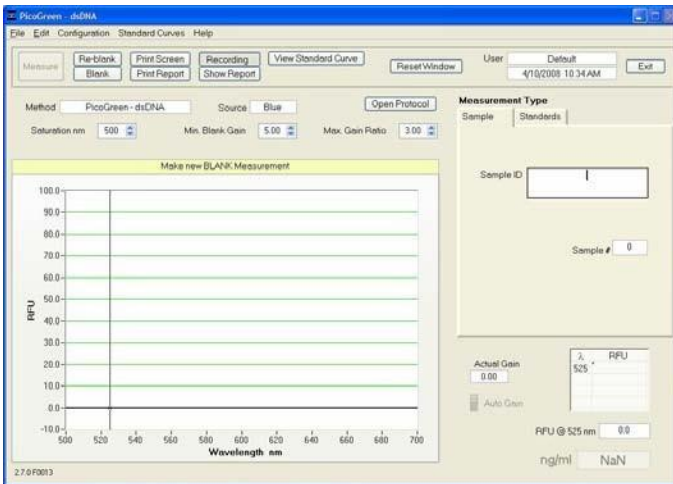 PicoGreen - dsDNA
File Edit Configuration Standard Curves Help
Measure Re-blank Print Screen Recording View Standard Curve Reset Window User Default Exit
Blank Print Report Show Report 4/10/2008 10:34 AM
Method PicoGreen - dsDNA Source Blue Open Protocol
Saturation nm 500 Min. Blank Gain 5.00 Max. Gain Ratio 3.00
Measurement Type
Sample Standards
Make new BLANK Measurement
Sample ID
Sample # 0
RFU
100.0
90.0
80.0
70.0
60.0
50.0
40.0
30.0
20.0
10.0
0.0
-10.0
500 520 540 560 580 600 620 640 660 680 700
Wavelength nm
Actual Gain
0.00
Auto Gain
λ RFU
525 *
RFU @ 525 nm 0.0
ng/ml NaN
2.7.0 F0013